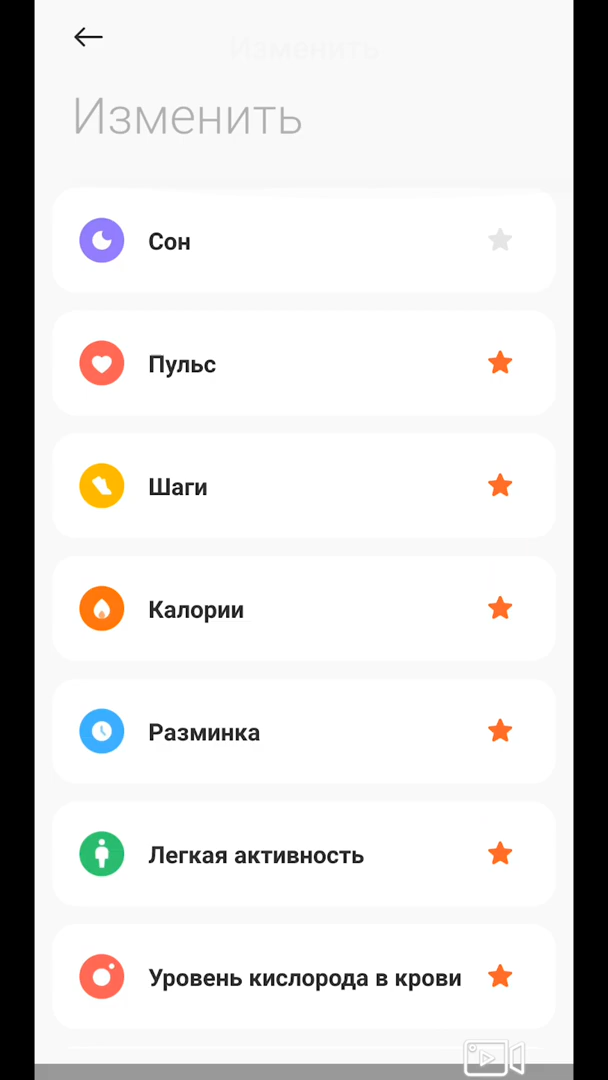 Изменить
Изменить
Сон
Пульс
Шаги
Калории
Разминка
Легкая активность
Уровень кислорода в крови